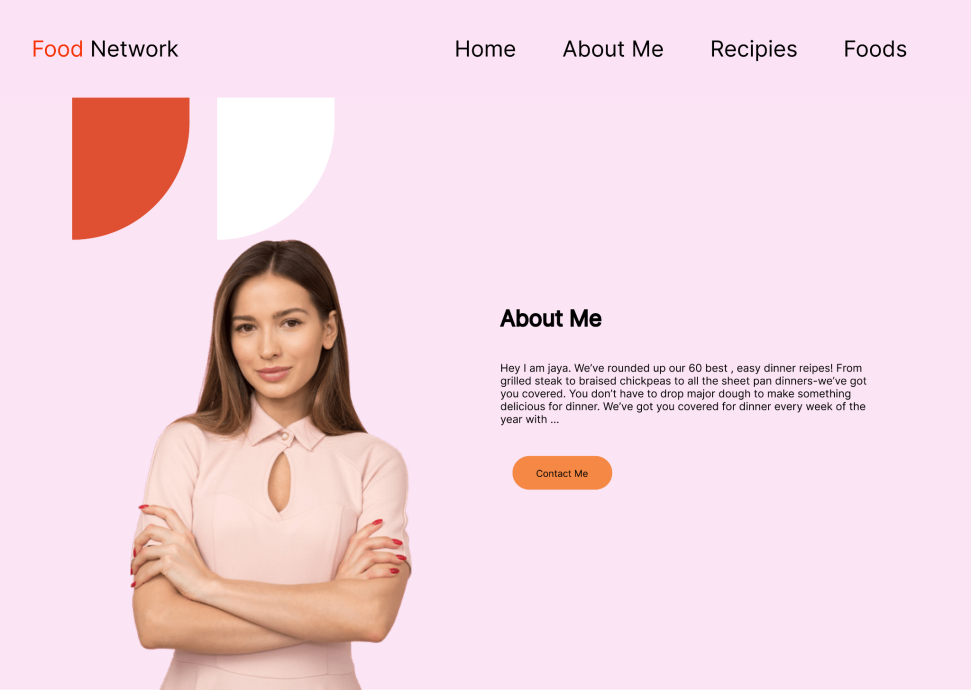 Food Network
Home
About Me
Recipies
Foods
About Me
Hey I am jaya. We've rounded up our 60 best , easy dinner reipes! From
grilled steak to braised chickpeas to all the sheet pan dinners-we've got
you covered. You don't have to drop major dough to make something
delicious for dinner. We've got you covered for dinner every week of the
year with ...
Contact Me